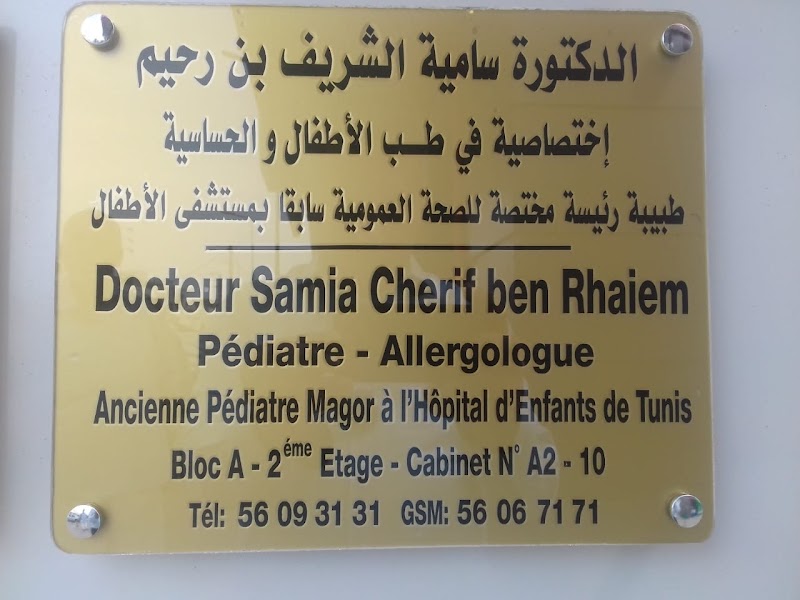 الدكتورة سامية الشريف بن رحيم
إختصاصية في طب الأطفال و الحساسية
طبيبة رئيسة مختصة للصحة العمومية سابقا بمستشفى الأطفال
Docteur Samia Cherif ben Rhaiem
Pédiatre - Allergologue
Ancienne Pédiatre Magor à l'Hôpital d'Enfants de Tunis
Bloc A - 2éme Etage - Cabinet N° A2 - 10
Tél: 56 09 31 31 GSM: 56 06 71 71